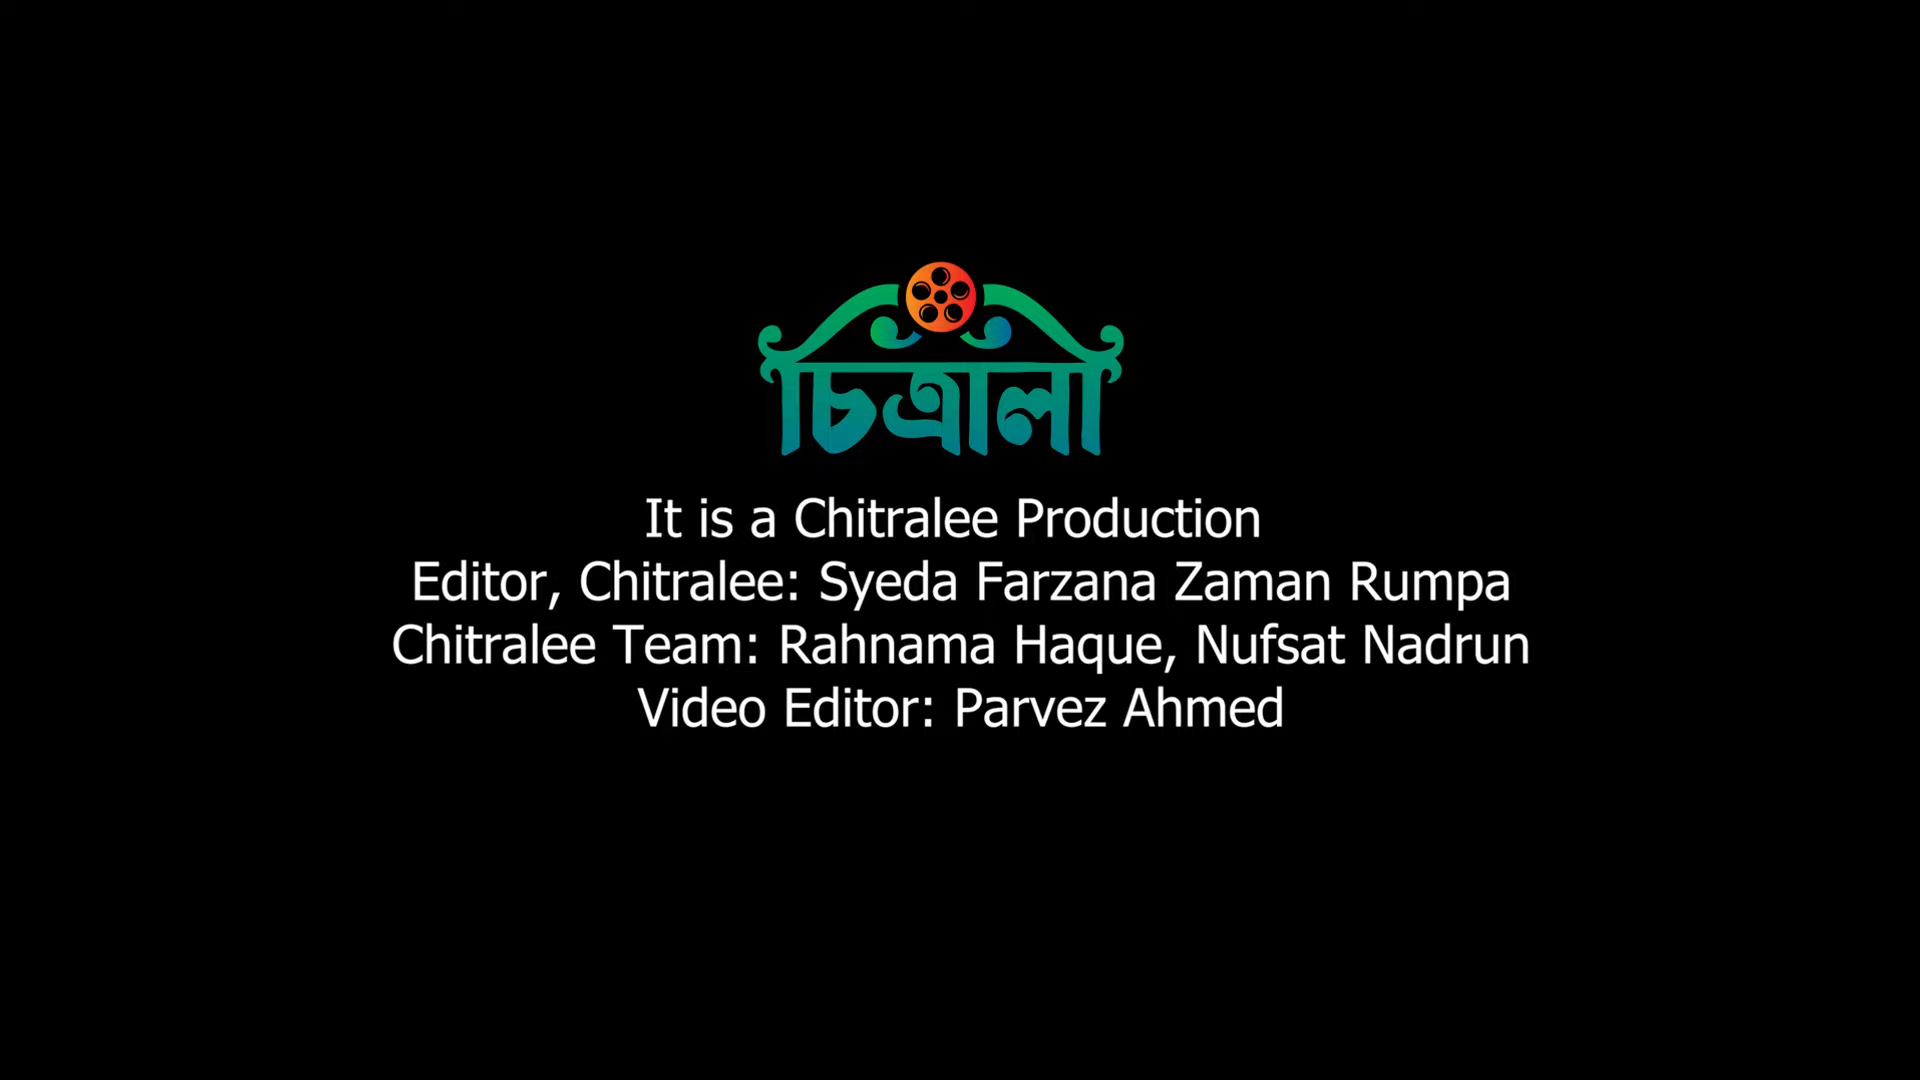 চিত্রালী
It is a Chitralee Production
Editor, Chitralee: Syeda Farzana Zaman Rumpa
Chitralee Team: Rahnama Haque, Nufsat Nadrun
Video Editor: Parvez Ahmed